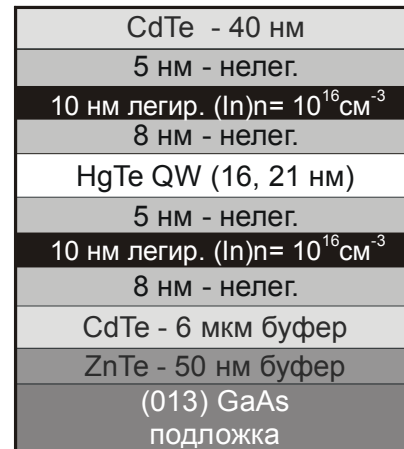 CdTe - 40 нм
5 нм - нелег.
10 нм легир. (In)n= 10¹⁶см⁻³
8 нм - нелег.
HgTe QW (16, 21 нм)
5 нм - нелег.
10 нм легир. (In)n= 10¹⁶см⁻³
8 нм - нелег.
CdTe - 6 мкм буфер
ZnTe - 50 нм буфер
(013) GaAs
подложка